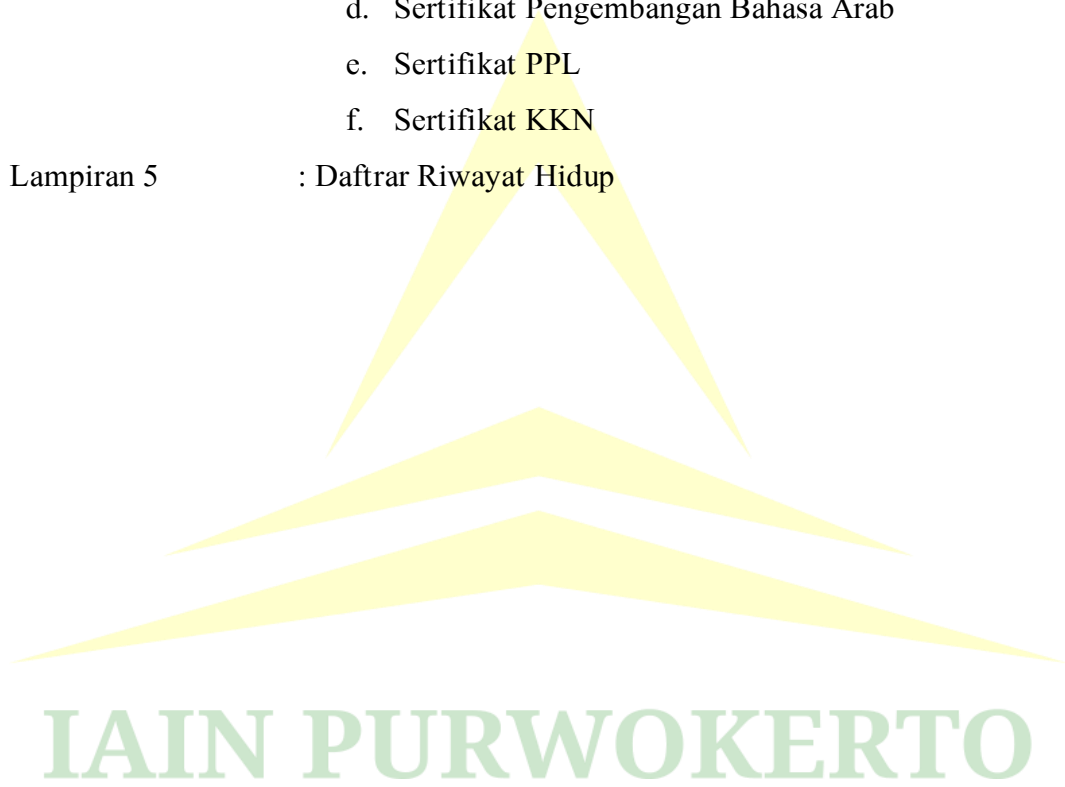 d. Sertifikat Pengembangan Bahasa Arab
e. Sertifikat PPL
f. Sertifikat KKN
Lampiran 5 : Daftrar Riwayat Hidup
IAIN PURWOKERTO